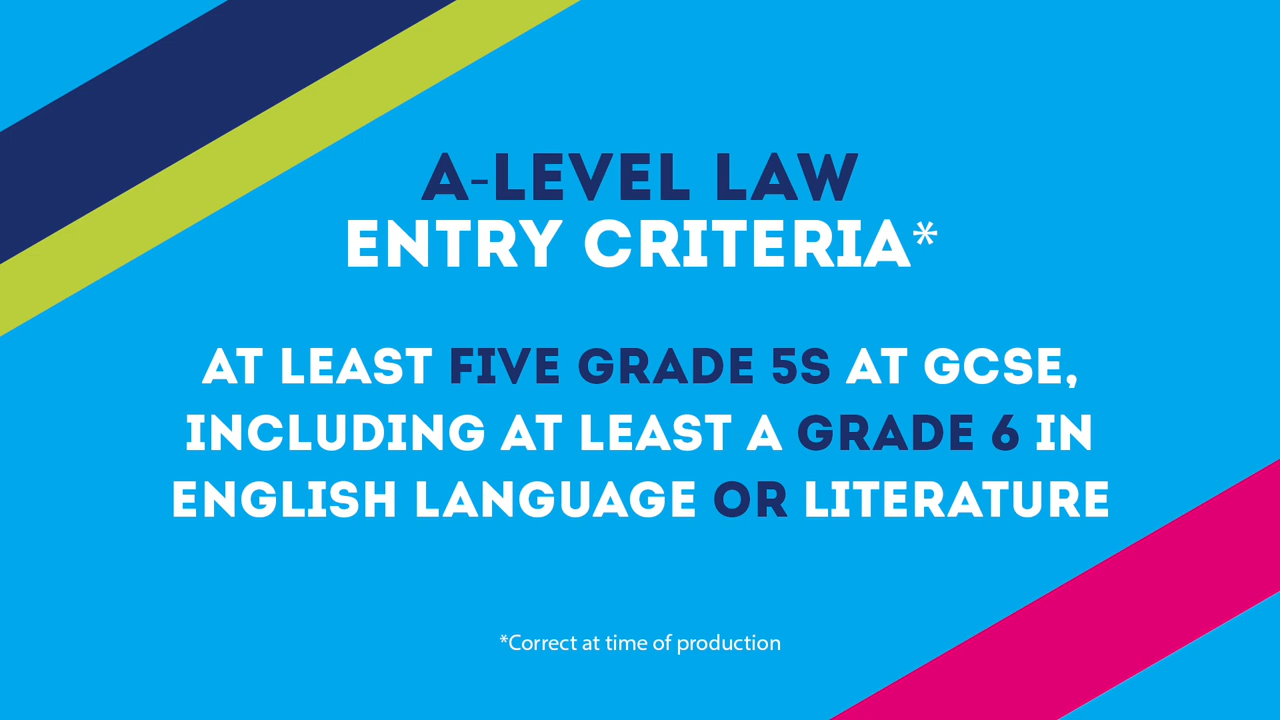 A-LEVEL LAW
ENTRY CRITERIA*
AT LEAST FIVE GRADE 5S AT GCSE,
INCLUDING AT LEAST A GRADE 6 IN
ENGLISH LANGUAGE OR LITERATURE
*Correct at time of production